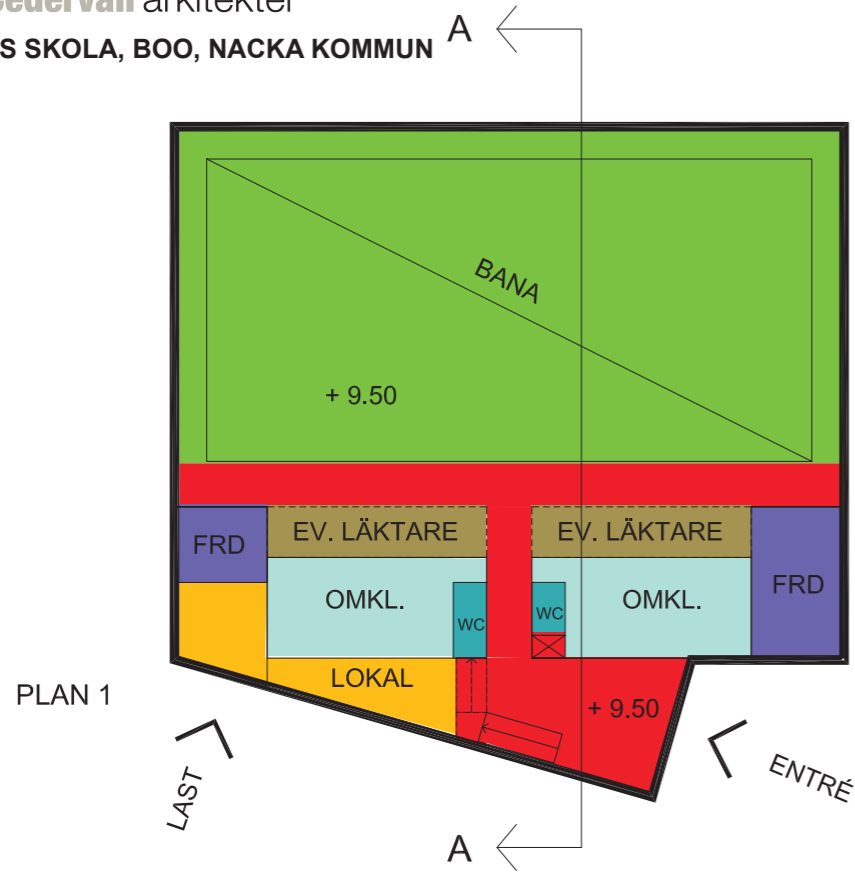 arkitekter
S SKOLA, BOO, NACKA KOMMUN
A
BANA
+ 9.50
EV. LÄKTARE
EV. LÄKTARE
FRD
FRD
OMKL.
OMKL.
WC
WC
LOKAL
+ 9.50
PLAN 1
LAST
ENTRÉ
A